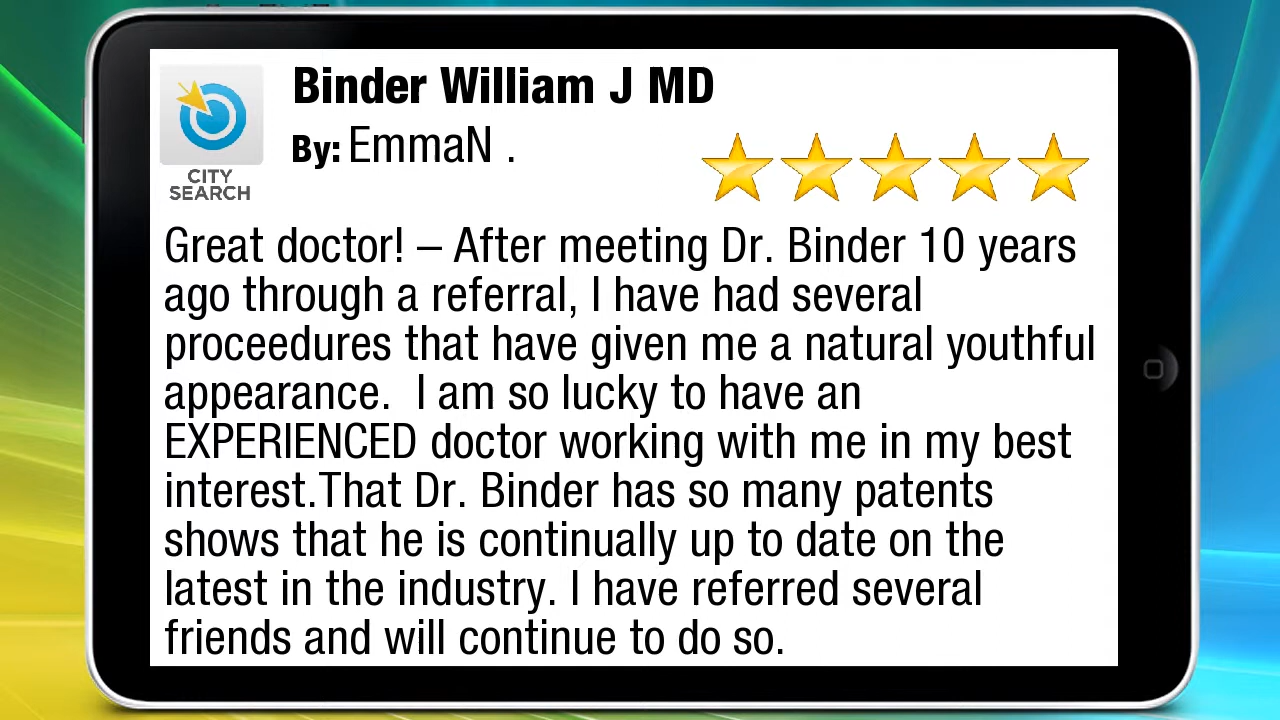 Binder William J MD
By: EmmaN .
CITY
SEARCH
Great doctor! – After meeting Dr. Binder 10 years
ago through a referral, I have had several
proceedures that have given me a natural youthful
appearance.  I am so lucky to have an
EXPERIENCED doctor working with me in my best
interest.That Dr. Binder has so many patents
shows that he is continually up to date on the
latest in the industry. I have referred several
friends and will continue to do so.